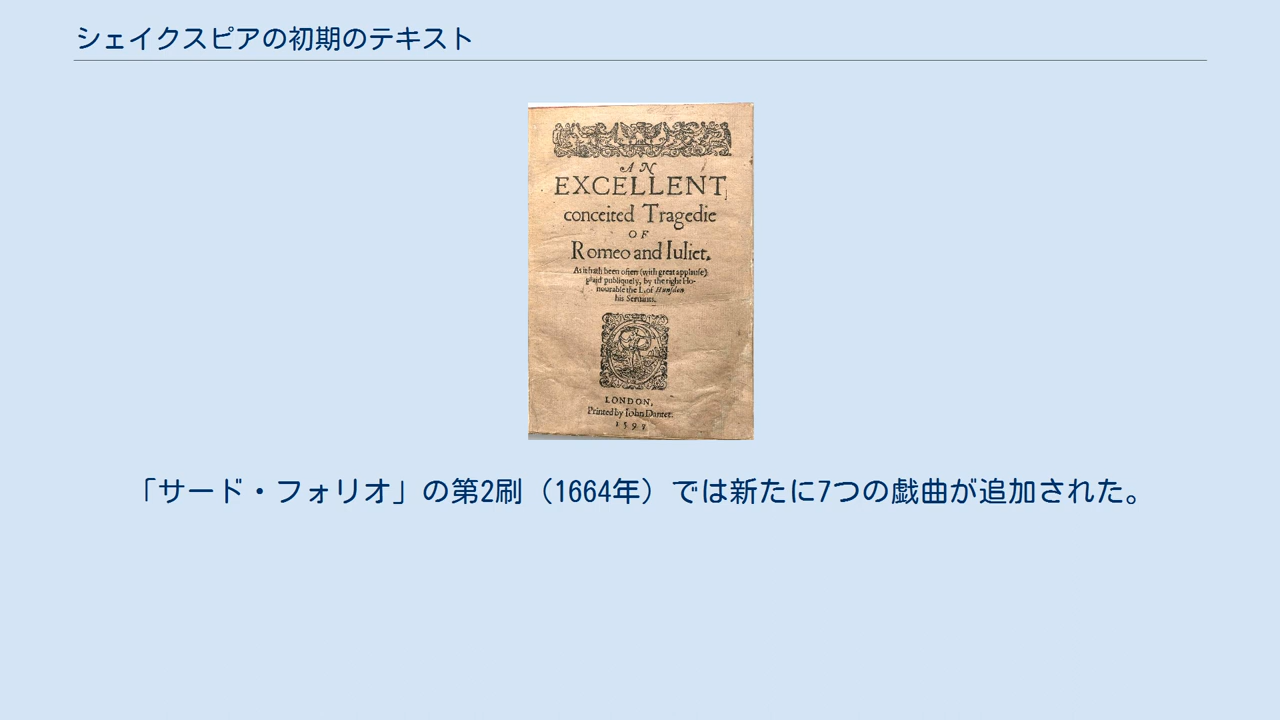 シェイクスピアの初期のテキスト
AN
EXCELLENT
conceited Tragedie
OF
Romeo and Iuliet.
As it hath been often (with great applause)
plaid publiquely, by the right Ho-
nourable the L. of Hunsdon
his Seruants.
LONDON,
Printed by Iohn Danter.
1597
「サード・フォリオ」の第2刷（1664年）では新たに7つの戯曲が追加された。